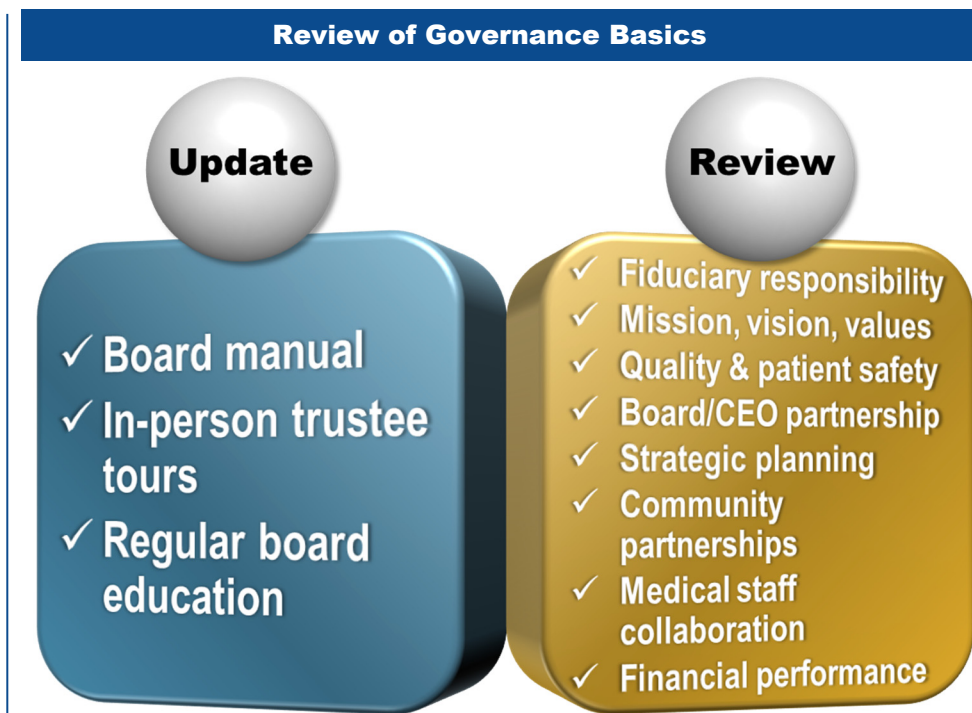 Review of Governance Basics
Update
✓ Board manual
✓ In-person trustee
tours
✓ Regular board
education
Review
✓ Fiduciary responsibility
✓ Mission, vision, values
✓ Quality & patient safety
✓ Board/CEO partnership
✓ Strategic planning
✓ Community
partnerships
✓ Medical staff
collaboration
✓ Financial performance